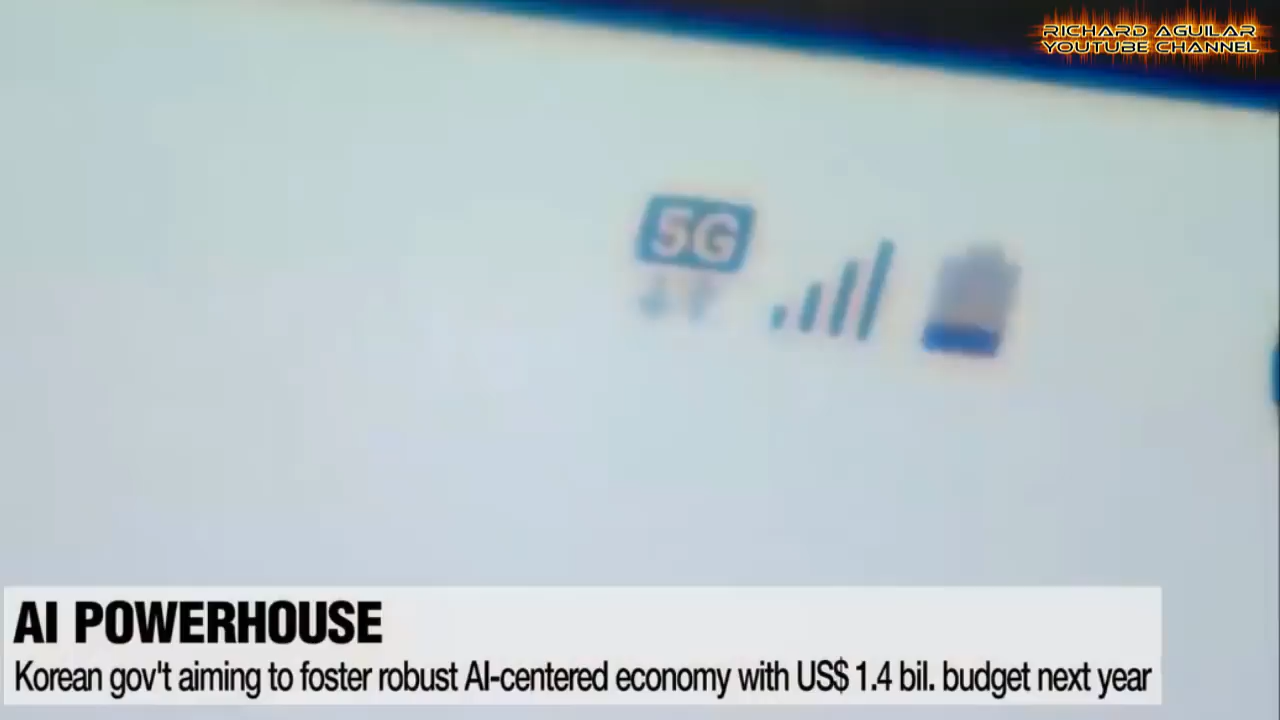 RICHARD AGUILAR
YOUTUBE CHANNEL
5G
AI POWERHOUSE
Korean gov't aiming to foster robust AI-centered economy with US$ 1.4 bil. budget next year